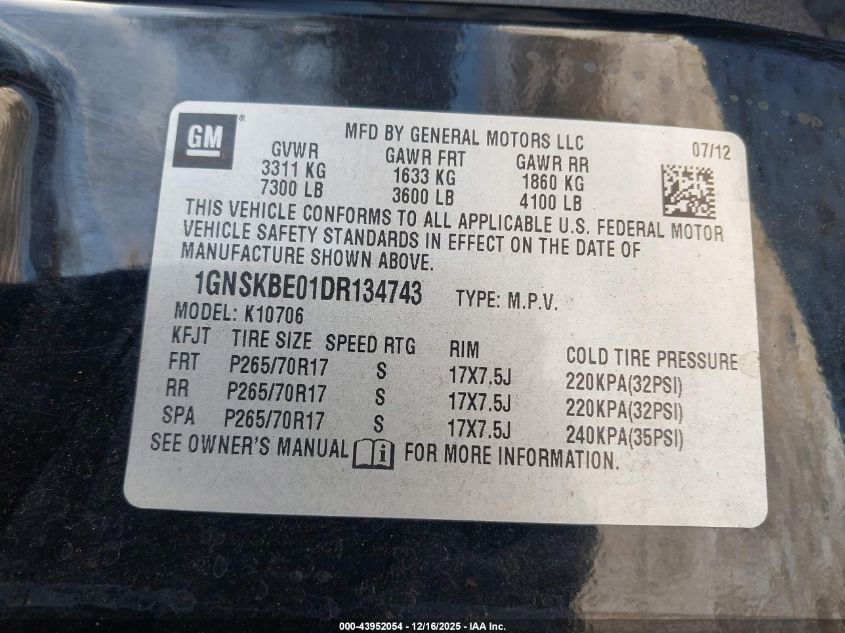 GM ®
MFD BY GENERAL MOTORS LLC
07/12
GVWR GAWR FRT GAWR RR
3311 KG 1633 KG 1860 KG
7300 LB 3600 LB 4100 LB
THIS VEHICLE CONFORMS TO ALL APPLICABLE U.S. FEDERAL MOTOR
VEHICLE SAFETY STANDARDS IN EFFECT ON THE DATE OF
MANUFACTURE SHOWN ABOVE.
1GNSKBE01DR134743 TYPE: M.P.V.
MODEL: K10706
KFJT TIRE SIZE SPEED RTG RIM COLD TIRE PRESSURE
FRT P265/70R17 S 17X7.5J 220KPA(32PSI)
RR P265/70R17 S 17X7.5J 220KPA(32PSI)
SPA P265/70R17 S 17X7.5J 240KPA(35PSI)
SEE OWNER'S MANUAL i FOR MORE INFORMATION.
000-43952054 - 12/16/2025 - IAA Inc.